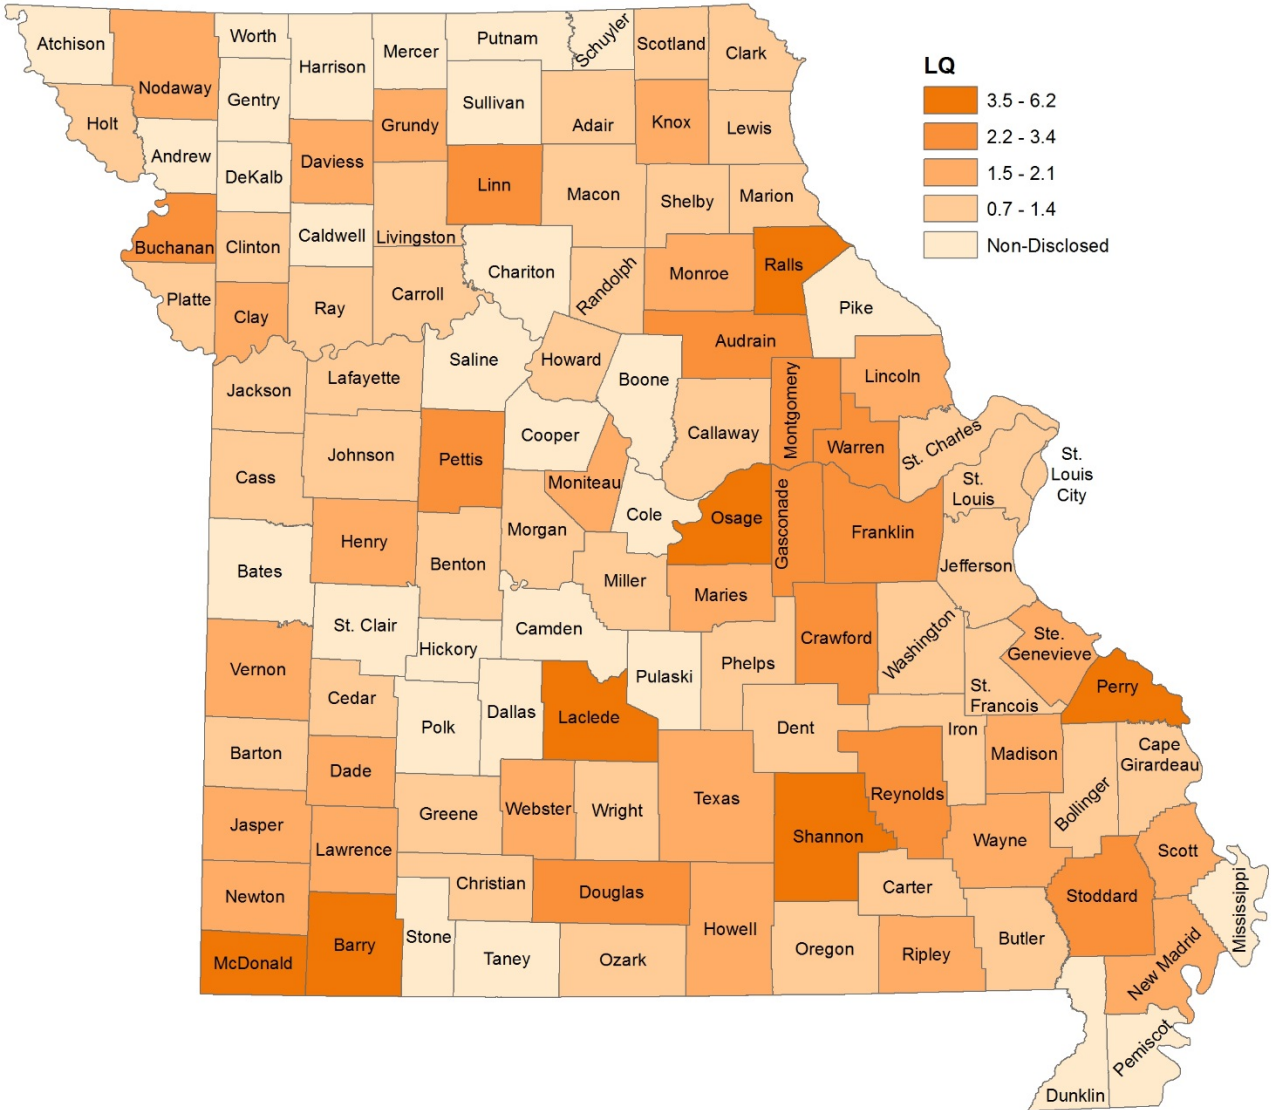 Atchison
Nodaway
Worth
Harrison
Mercer
Putnam
Schuyler
Scotland
Clark
Holt
Andrew
Gentry
DeKalb
Daviess
Grundy
Sullivan
Adair
Knox
Lewis
Linn
Macon
Shelby
Marion
Buchanan
Clinton
Caldwell
Livingston
Chariton
Randolph
Monroe
Ralls
Pike
Platte
Clay
Ray
Carroll
Saline
Howard
Boone
Audrain
Lincoln
Jackson
Lafayette
Cooper
Callaway
Montgomery
Warren
St. Charles
St.
Louis
St.
Louis
City
Cass
Johnson
Pettis
Moniteau
Cole
Osage
Gasconade
Franklin
Jefferson
Bates
Henry
Benton
Morgan
Miller
Maries
Crawford
Washington
Ste.
Genevieve
St.
Francois
Perry
Vernon
St. Clair
Hickory
Camden
Pulaski
Phelps
Cedar
Polk
Dallas
Laclede
Dent
Iron
Madison
Bollinger
Cape
Girardeau
Barton
Dade
Greene
Webster
Wright
Texas
Shannon
Reynolds
Wayne
Scott
Mississippi
Jasper
Lawrence
Christian
Douglas
Howell
Carter
Butler
Stoddard
New Madrid
Newton
McDonald
Barry
Stone
Taney
Ozark
Oregon
Ripley
Dunklin
Pemiscot
LQ
3.5 - 6.2
2.2 - 3.4
1.5 - 2.1
0.7 - 1.4
Non-Disclosed